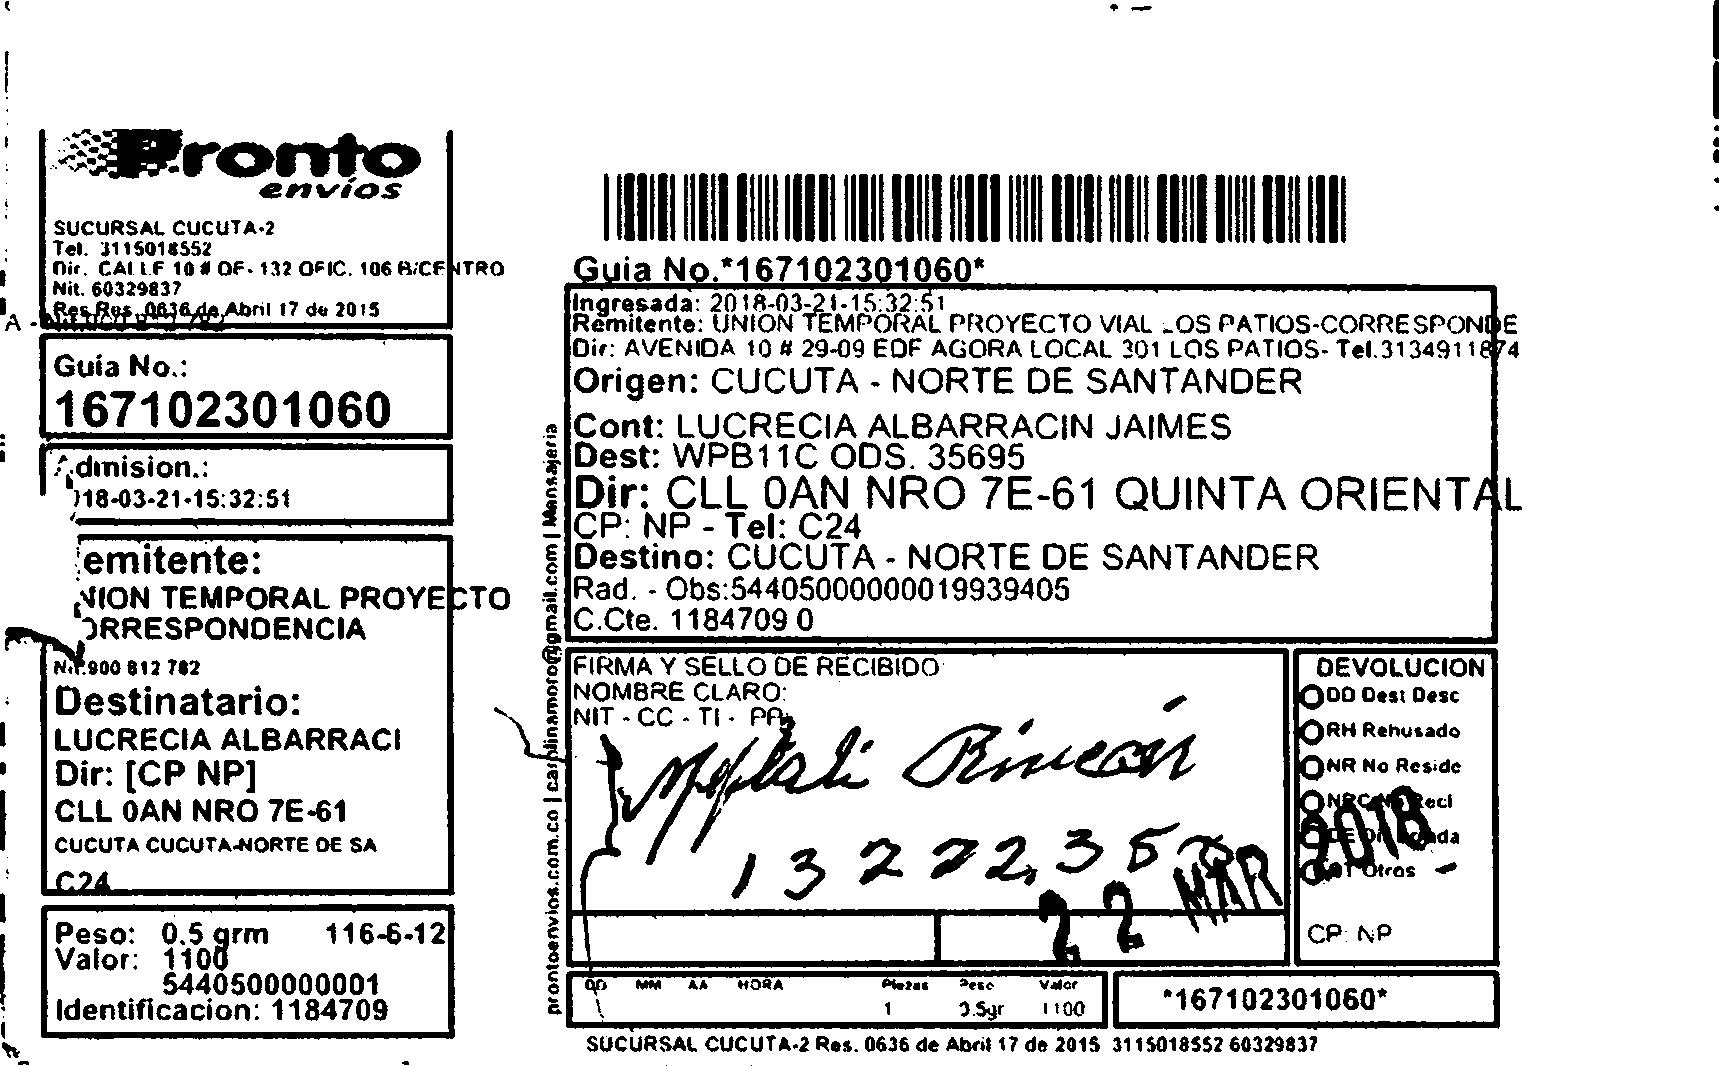 Pronto
envíos
SUCURSAL CUCUTA-2
Tel. 3115018552
Dir. CALLE 10 # OF- 132 OFIC. 106 B/CENTRO
Nit. 60329837
Res Res. 0636 de Abril 17 de 2015
Guia No.:
167102301060
Admision.:
018-03-21-15:32:51
emitente:
NION TEMPORAL PROYECTO
ORRESPONDENCIA
Nit.900 812 782
Destinatario:
LUCRECIA ALBARRACI
Dir: [CP NP]
CLL 0AN NRO 7E-61
CUCUTA CUCUTA-NORTE DE SA
C24
Peso: 0.5 grm 116-6-12
Valor: 1100
5440500000001
Identificacion: 1184709
prontoenvios.com.co | carolinamoro@gmail.com | Mensajeria
Guia No.*167102301060*
Ingresada: 2018-03-21-15:32:51
Remitente: UNION TEMPORAL PROYECTO VIAL LOS PATIOS-CORRESPONDE
Dir: AVENIDA 10 # 29-09 EDF AGORA LOCAL 301 LOS PATIOS- Tel.3134911874
Origen: CUCUTA - NORTE DE SANTANDER
Cont: LUCRECIA ALBARRACIN JAIMES
Dest: WPB11C ODS. 35695
Dir: CLL 0AN NRO 7E-61 QUINTA ORIENTAL
CP: NP - Tel: C24
Destino: CUCUTA - NORTE DE SANTANDER
Rad. - Obs:54405000000019939405
C.Cte. 1184709 0
FIRMA Y SELLO DE RECIBIDO
NOMBRE CLARO:
NIT - CC - TI - PA
Rincon
22 MAR 2018
DEVOLUCION
DD Dest Desc
RH Rehusado
NR No Reside
Otros
CP: NP
DD MM AA HORA Piezas Peso Valor
1 0.5gr 1100
*167102301060*
SUCURSAL CUCUTA-2 Res. 0636 de Abril 17 de 2015 3115018552 60329837